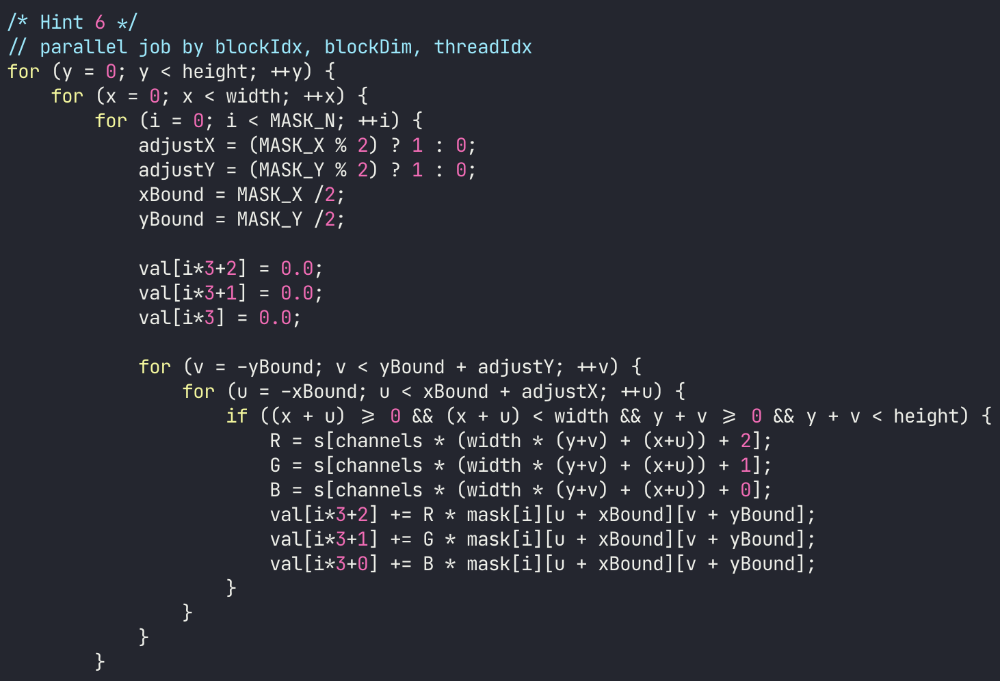 /* Hint 6 */
// parallel job by blockIdx, blockDim, threadIdx
for (y = 0; y < height; ++y) {
    for (x = 0; x < width; ++x) {
        for (i = 0; i < MASK_N; ++i) {
            adjustX = (MASK_X % 2) ? 1 : 0;
            adjustY = (MASK_Y % 2) ? 1 : 0;
            xBound = MASK_X /2;
            yBound = MASK_Y /2;

            val[i*3+2] = 0.0;
            val[i*3+1] = 0.0;
            val[i*3] = 0.0;

            for (v = -yBound; v < yBound + adjustY; ++v) {
                for (u = -xBound; u < xBound + adjustX; ++u) {
                    if ((x + u) >= 0 && (x + u) < width && y + v >= 0 && y + v < height) {
                        R = s[channels * (width * (y+v) + (x+u)) + 2];
                        G = s[channels * (width * (y+v) + (x+u)) + 1];
                        B = s[channels * (width * (y+v) + (x+u)) + 0];
                        val[i*3+2] += R * mask[i][u + xBound][v + yBound];
                        val[i*3+1] += G * mask[i][u + xBound][v + yBound];
                        val[i*3+0] += B * mask[i][u + xBound][v + yBound];
                    }
                }
            }
        }